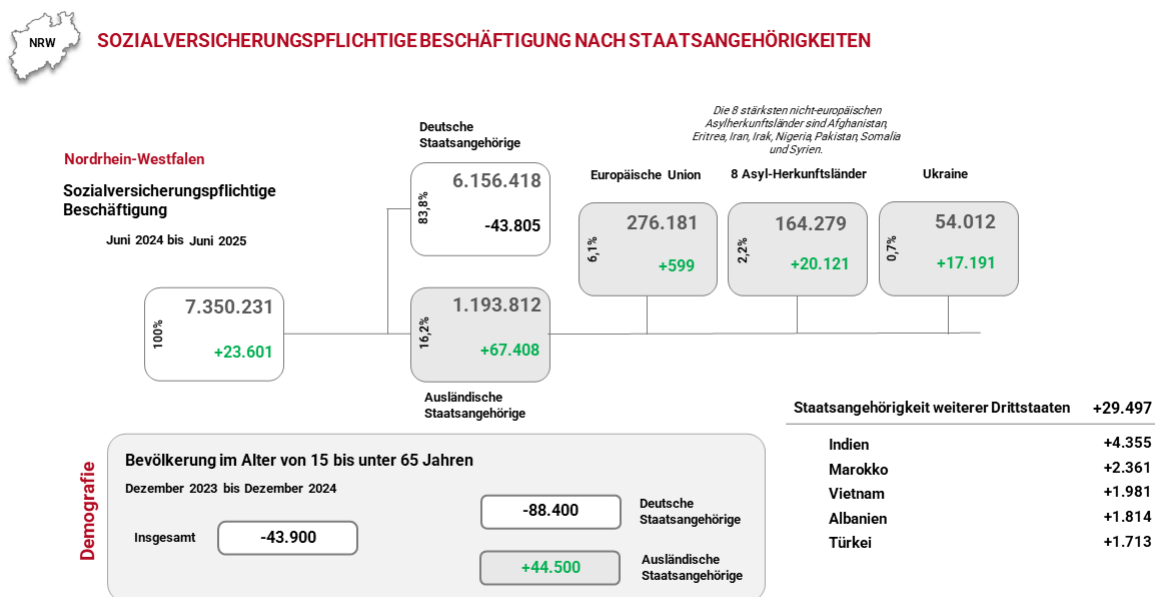 NRW
SOZIALVERSICHERUNGSPFLICHTIGE BESCHÄFTIGUNG NACH STAATSANGEHÖRIGKEITEN
Die 8 stärksten nicht-europäischen
Asylherkunftsländer sind Afghanistan,
Eritrea, Iran, Irak, Nigeria, Pakistan, Somalia
und Syrien.
Nordrhein-Westfalen
Sozialversicherungspflichtige
Beschäftigung
Juni 2024 bis Juni 2025
100%
7.350.231
+23.601
Deutsche
Staatsangehörige
83,8%
6.156.418
-43.805
16,2%
1.193.812
+67.408
Ausländische
Staatsangehörige
Europäische Union
6,1%
276.181
+599
8 Asyl-Herkunftsländer
2,2%
164.279
+20.121
Ukraine
0,7%
54.012
+17.191
Staatsangehörigkeit weiterer Drittstaaten +29.497
Indien +4.355
Marokko +2.361
Vietnam +1.981
Albanien +1.814
Türkei +1.713
Demografie
Bevölkerung im Alter von 15 bis unter 65 Jahren
Dezember 2023 bis Dezember 2024
Insgesamt -43.900
-88.400 Deutsche
Staatsangehörige
+44.500 Ausländische
Staatsangehörige